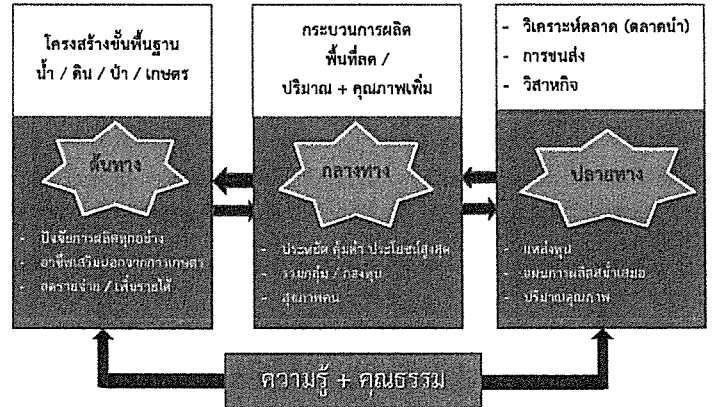 โครงสร้างขั้นพื้นฐาน
น้ำ / ดิน / ป่า / เกษตร
ต้นทาง
- ปัจจัยการผลิตทุกอย่าง
- อาชีพเสริมนอกจากการเกษตร
- ลดรายจ่าย / เพิ่มรายได้
กระบวนการผลิต
พื้นที่ลด /
ปริมาณ + คุณภาพเพิ่ม
กลางทาง
- ประหยัด คุ้มค่า ประโยชน์สูงสุด
- รวมกลุ่ม / กองทุน
- สุขภาพคน
- วิเคราะห์ตลาด (ตลาดนำ)
- การขนส่ง
- วิสาหกิจ
ปลายทาง
- แหล่งทุน
- แผนการผลิตสม่ำเสมอ
- ปริมาณคุณภาพ
ความรู้ + คุณธรรม